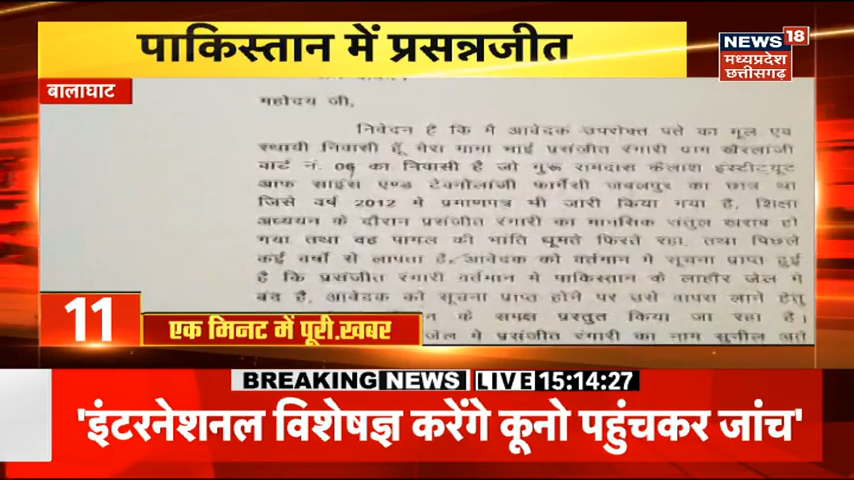 पाकिस्तान में प्रसन्नजीत
NEWS 18
मध्यप्रदेश
छत्तीसगढ़
बालाघाट
महोदय जी,
निवेदन है कि मै आवेदक उपरोक्त पते का मूल एव
स्थायी निवासी हूँ मेरा मामा भाई प्रसंजीत रंगारी ग्राम खैरलांजी
वार्ड नं. 06 का निवासी है जो गुरू रामदास कैलाश इंस्टीट्यूट
आफ साइंस एण्ड टेक्नोलॉजी फार्मेसी जबलपुर का छात्र था
जिसे वर्ष 2012 मे प्रमाणपत्र भी जारी किया गया है, शिक्षा
अध्ययन के दौरान प्रसंजीत रंगारी का मानसिक संतुल खराब हो
गया तथा वह पागल की भांति घूमते फिरते रहा, तथा पिछले
कई वर्षो से लापता है, आवेदक को वर्तमान मे सूचना प्राप्त हुई
है कि प्रसंजीत रंगारी वर्तमान मे पाकिस्तान के लाहौर जेल मे
बंद है, आवेदक को सूचना प्राप्त होने पर उसे वापस लाने हेतु
के समक्ष प्रस्तुत किया जा रहा है।
जेल मे प्रसंजीत रंगारी का नाम सुनील अते
11
एक मिनट में पूरी खबर
BREAKING NEWS LIVE 15:14:27
'इंटरनेशनल विशेषज्ञ करेंगे कूनो पहुंचकर जांच'